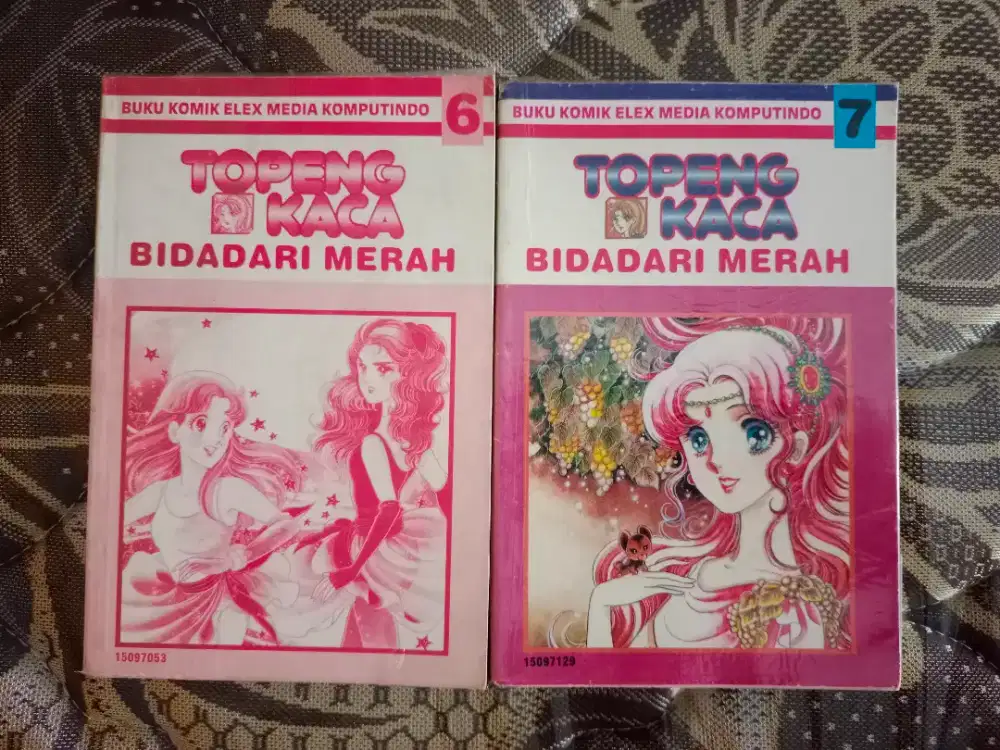 BUKU KOMIK ELEX MEDIA KOMPUTINDO 6
TOPENG
KACA
BIDADARI MERAH
15097053
BUKU KOMIK ELEX MEDIA KOMPUTINDO 7
TOPENG
KACA
BIDADARI MERAH
15097129